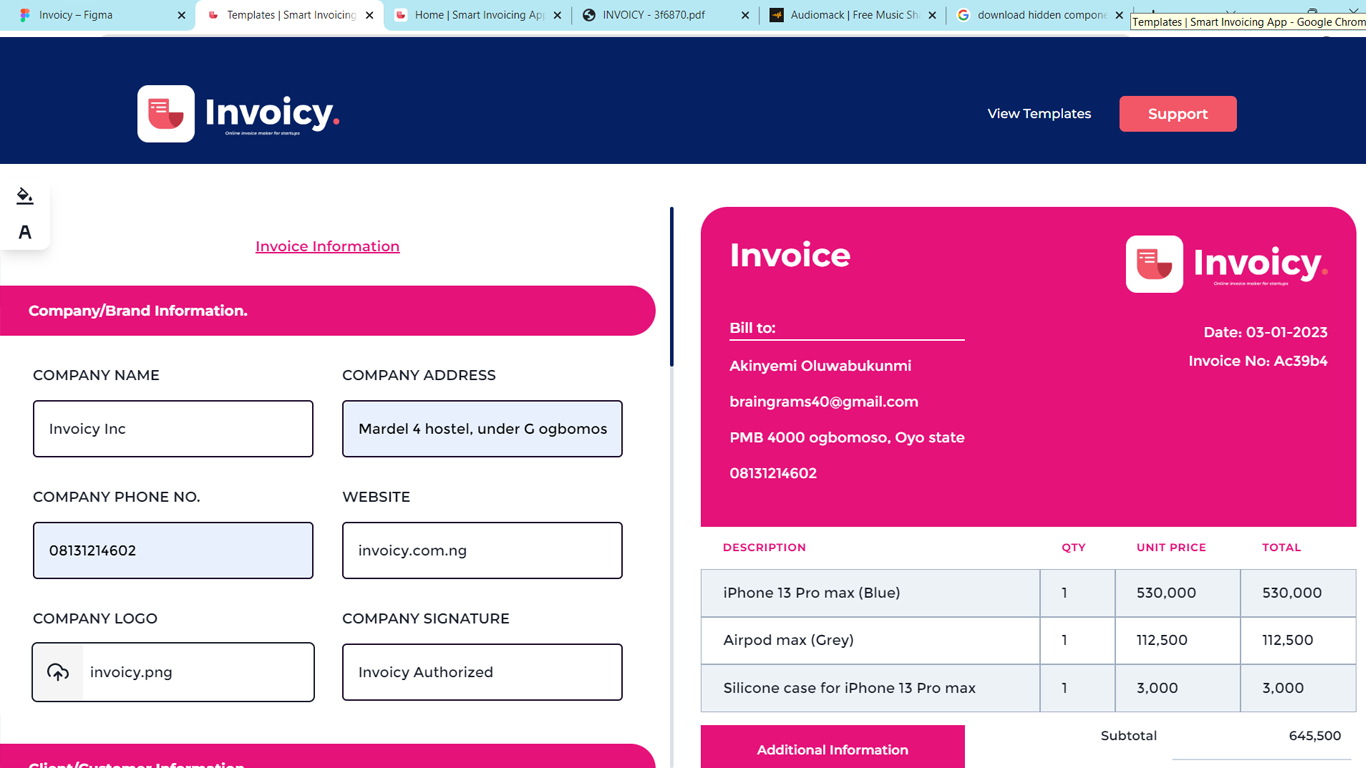 Invoicy – Figma
Templates | Smart Invoicing
Home | Smart Invoicing App
INVOICY - 3f6870.pdf
Audiomack | Free Music Sh
download hidden compone
Templates | Smart Invoicing App - Google Chrom
Invoicy.
Online invoice maker for startups
View Templates
Support
A
Invoice Information
Company/Brand Information.
COMPANY NAME
COMPANY ADDRESS
Invoicy Inc
Mardel 4 hostel, under G ogbomos
COMPANY PHONE NO.
WEBSITE
08131214602
invoicy.com.ng
COMPANY LOGO
COMPANY SIGNATURE
invoicy.png
Invoicy Authorized
Client/Customer Information
Invoice
Invoicy.
Online invoice maker for startups
Bill to:
Date: 03-01-2023
Invoice No: Ac39b4
Akinyemi Oluwabukunmi
braingrams40@gmail.com
PMB 4000 ogbomoso, Oyo state
08131214602
DESCRIPTION QTY UNIT PRICE TOTAL
iPhone 13 Pro max (Blue) 1 530,000 530,000
Airpod max (Grey) 1 112,500 112,500
Silicone case for iPhone 13 Pro max 1 3,000 3,000
Subtotal 645,500
Additional Information